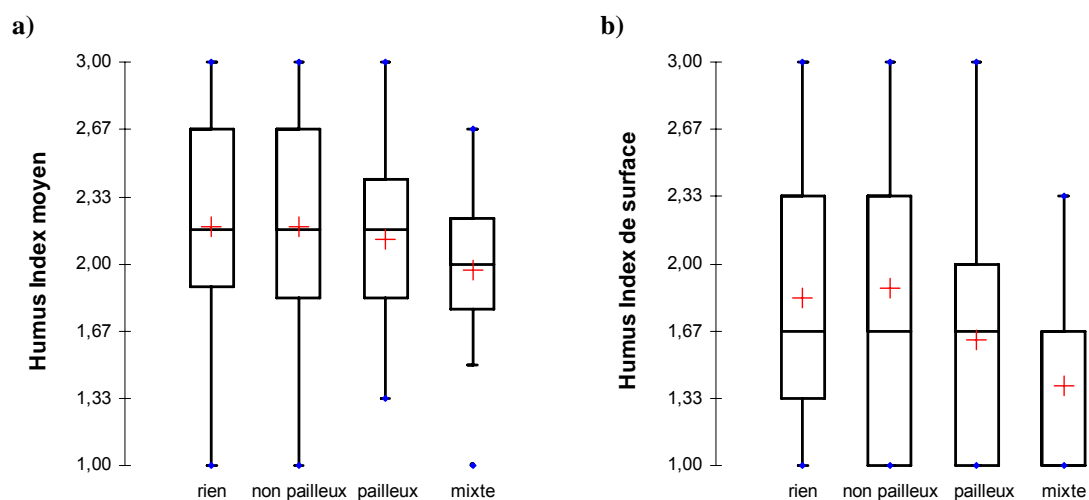 a)
Humus Index moyen
3,00
2,67
2,33
2,00
1,67
1,33
1,00
rien non pailleux pailleux mixte
b)
Humus Index de surface
3,00
2,67
2,33
2,00
1,67
1,33
1,00
rien non pailleux pailleux mixte